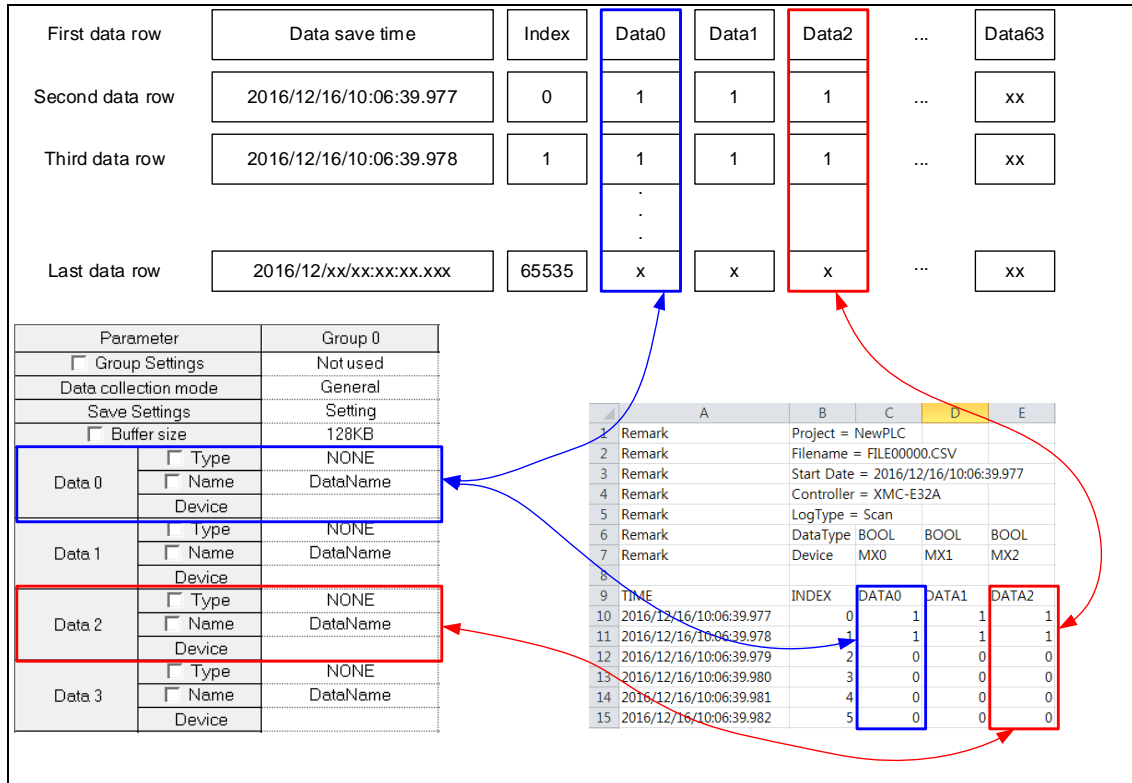 First data row Data save time Index Data0 Data1 Data2 ... Data63
Second data row 2016/12/16/10:06:39.977 0 1 1 1 ... xx
Third data row 2016/12/16/10:06:39.978 1 1 1 1 ... xx
.
.
.
Last data row 2016/12/xx/xx:xx:xx.xxx 65535 x x x ... xx
Parameter Group 0
Group Settings Not used
Data collection mode General
Save Settings Setting
Buffer size 128KB
Data 0 Type NONE
Name DataName
Device
Data 1 Type NONE
Name DataName
Device
Data 2 Type NONE
Name DataName
Device
Data 3 Type NONE
Name DataName
Device
A B C D E
1 Remark Project = NewPLC
2 Remark Filename = FILE00000.CSV
3 Remark Start Date = 2016/12/16/10:06:39.977
4 Remark Controller = XMC-E32A
5 Remark LogType = Scan
6 Remark DataType BOOL BOOL BOOL
7 Remark Device MX0 MX1 MX2
8
9 TIME INDEX DATA0 DATA1 DATA2
10 2016/12/16/10:06:39.977 0 1 1 1
11 2016/12/16/10:06:39.978 1 1 1 1
12 2016/12/16/10:06:39.979 2 0 0 0
13 2016/12/16/10:06:39.980 3 0 0 0
14 2016/12/16/10:06:39.981 4 0 0 0
15 2016/12/16/10:06:39.982 5 0 0 0